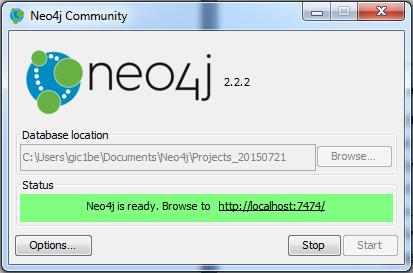 Neo4j Community
neo4j 2.2.2
Database location
C:\Users\gic1be\Documents\Neo4j\Projects_20150721 Browse...
Status
Neo4j is ready. Browse to http://localhost:7474/
Options... Stop Start